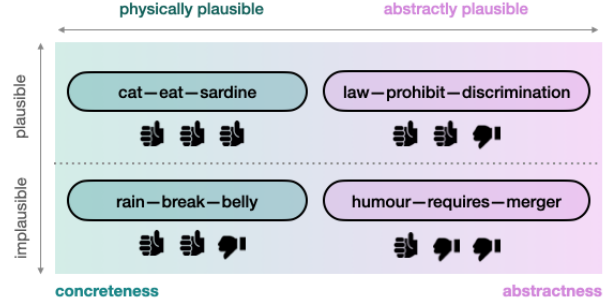 physically plausible
abstractly plausible
plausible
cat—eat—sardine
law—prohibit—discrimination
implausible
rain—break—belly
humour—requires—merger
concreteness
abstractness